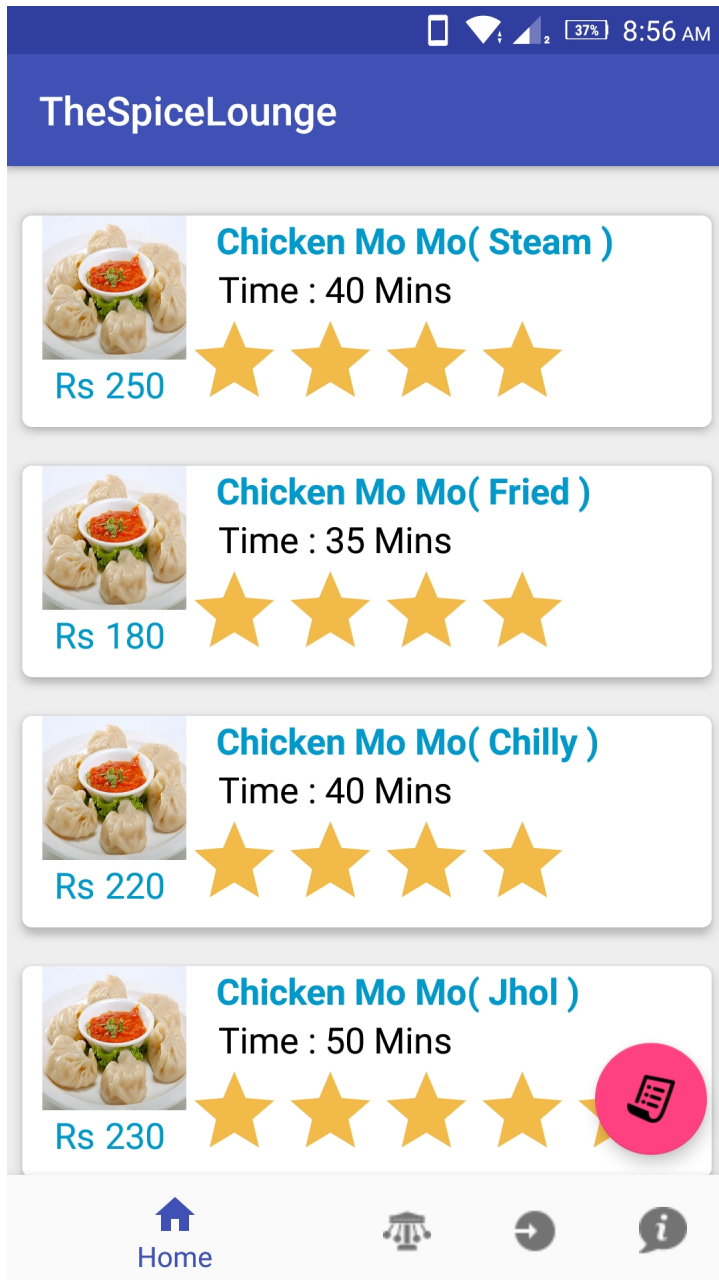 2 37% 8:56 AM
TheSpiceLounge
Chicken Mo Mo( Steam )
Time : 40 Mins
Rs 250
Chicken Mo Mo( Fried )
Time : 35 Mins
Rs 180
Chicken Mo Mo( Chilly )
Time : 40 Mins
Rs 220
Chicken Mo Mo( Jhol )
Time : 50 Mins
Rs 230
Home